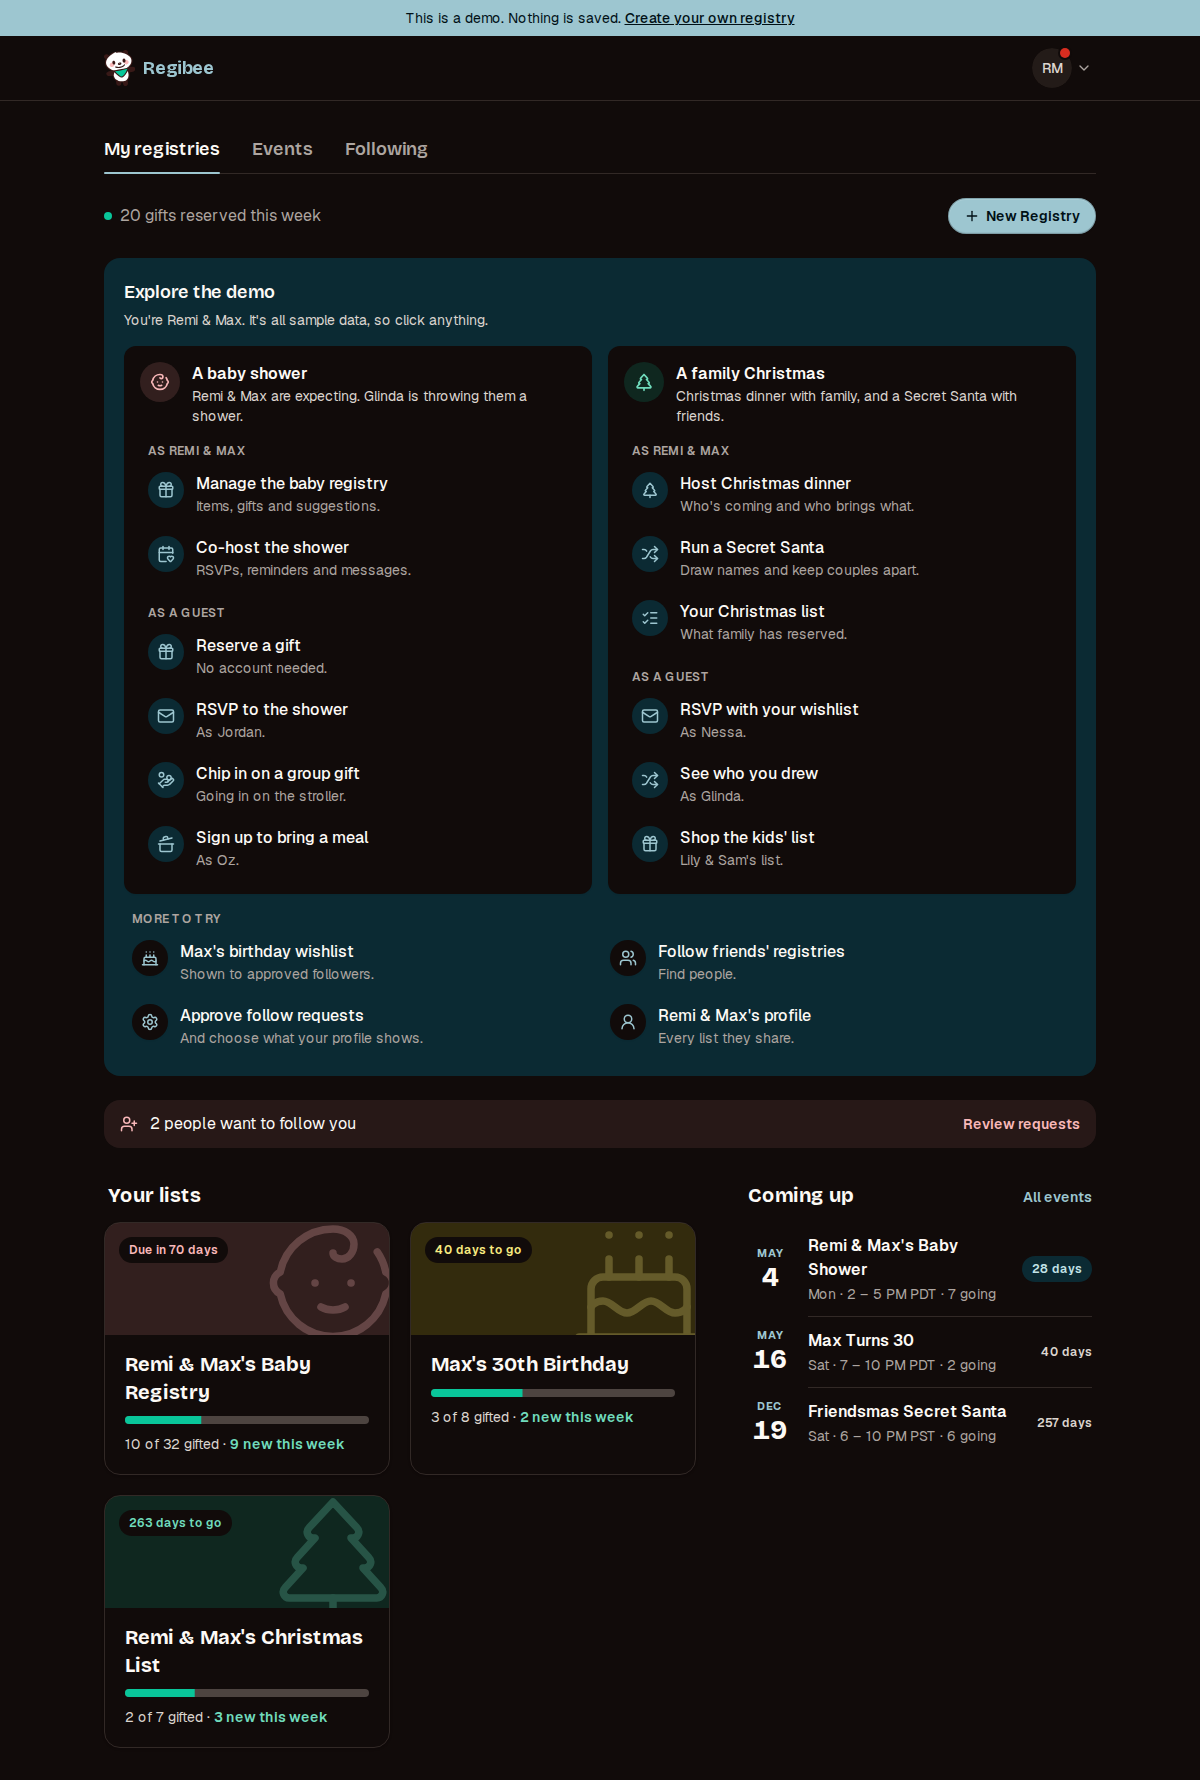 This is a demo. Nothing is saved. Create your own registry
Regibee
RM
My registries
Events
Following
20 gifts reserved this week
New Registry
Explore the demo
You're Remi & Max. It's all sample data, so click anything.
A baby shower
Remi & Max are expecting. Glinda is throwing them a
shower.
AS REMI & MAX
Manage the baby registry
Items, gifts and suggestions.
Co-host the shower
RSVPs, reminders and messages.
AS A GUEST
Reserve a gift
No account needed.
RSVP to the shower
As Jordan.
Chip in on a group gift
Going in on the stroller.
Sign up to bring a meal
As Oz.
A family Christmas
Christmas dinner with family, and a Secret Santa with
friends.
AS REMI & MAX
Host Christmas dinner
Who's coming and who brings what.
Run a Secret Santa
Draw names and keep couples apart.
Your Christmas list
What family has reserved.
AS A GUEST
RSVP with your wishlist
As Nessa.
See who you drew
As Glinda.
Shop the kids' list
Lily & Sam's list.
MORE TO TRY
Max's birthday wishlist
Shown to approved followers.
Follow friends' registries
Find people.
Approve follow requests
And choose what your profile shows.
Remi & Max's profile
Every list they share.
2 people want to follow you
Review requests
Your lists
Due in 70 days
Remi & Max's Baby
Registry
10 of 32 gifted · 9 new this week
40 days to go
Max's 30th Birthday
3 of 8 gifted · 2 new this week
263 days to go
Remi & Max's Christmas
List
2 of 7 gifted · 3 new this week
Coming up
All events
MAY
4
Remi & Max's Baby
Shower
Mon · 2 – 5 PM PDT · 7 going
28 days
MAY
16
Max Turns 30
Sat · 7 – 10 PM PDT · 2 going
40 days
DEC
19
Friendsmas Secret Santa
Sat · 6 – 10 PM PST · 6 going
257 days